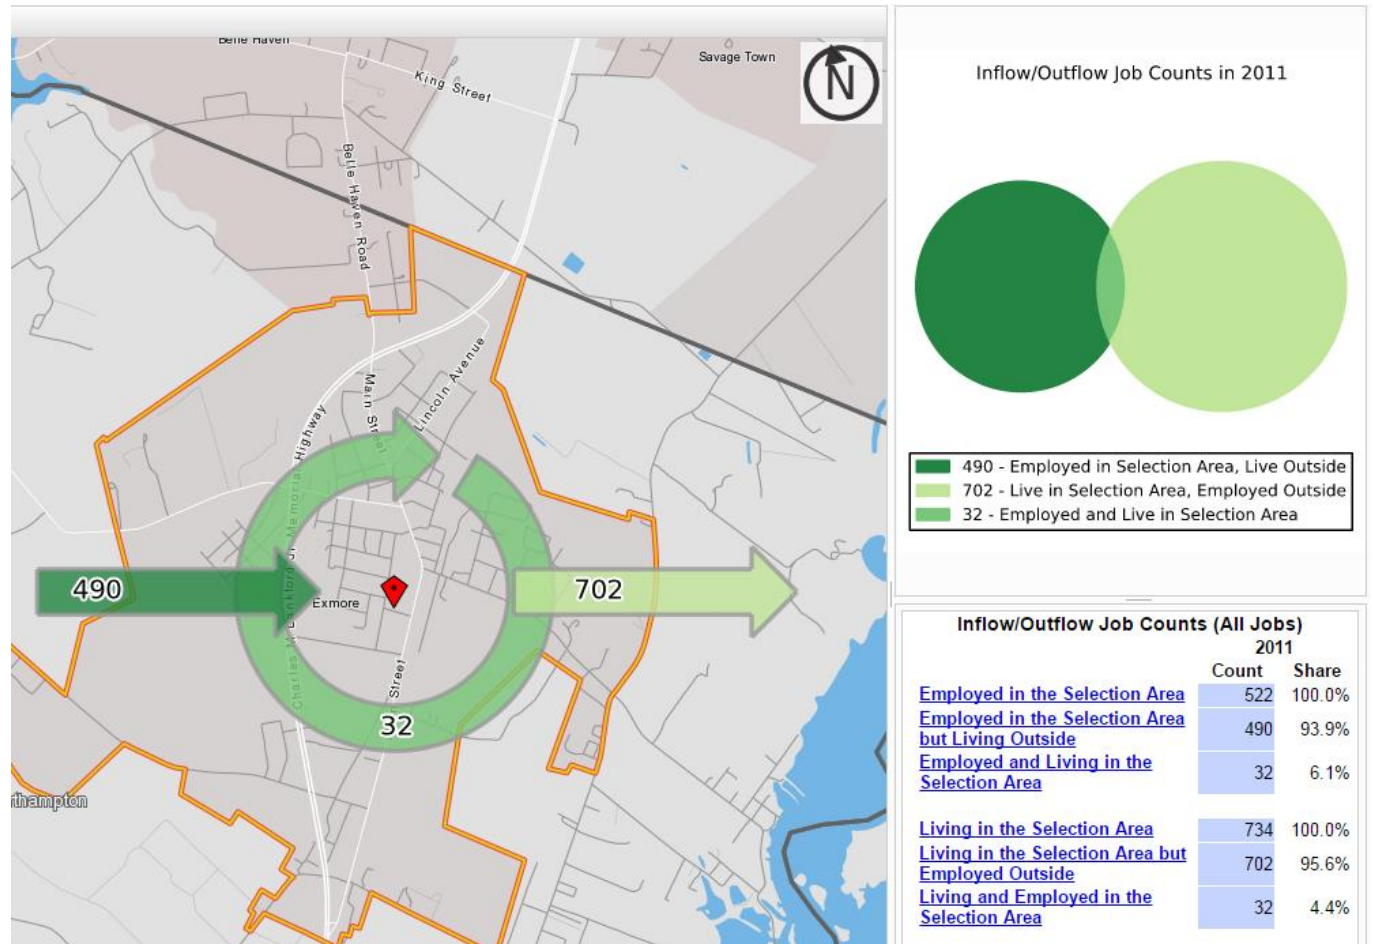 Belle Haven
Savage Town
N
King Street
Belle Haven Road
Lincoln Avenue
Main Street
Charles M Lankford Jr Memorial Highway
490
702
Exmore
Street
32
Inflow/Outflow Job Counts in 2011
490 - Employed in Selection Area, Live Outside
702 - Live in Selection Area, Employed Outside
32 - Employed and Live in Selection Area
Inflow/Outflow Job Counts (All Jobs)
2011
Count Share
Employed in the Selection Area 522 100.0%
Employed in the Selection Area
but Living Outside 490 93.9%
Employed and Living in the
Selection Area 32 6.1%
Living in the Selection Area 734 100.0%
Living in the Selection Area but
Employed Outside 702 95.6%
Living and Employed in the
Selection Area 32 4.4%